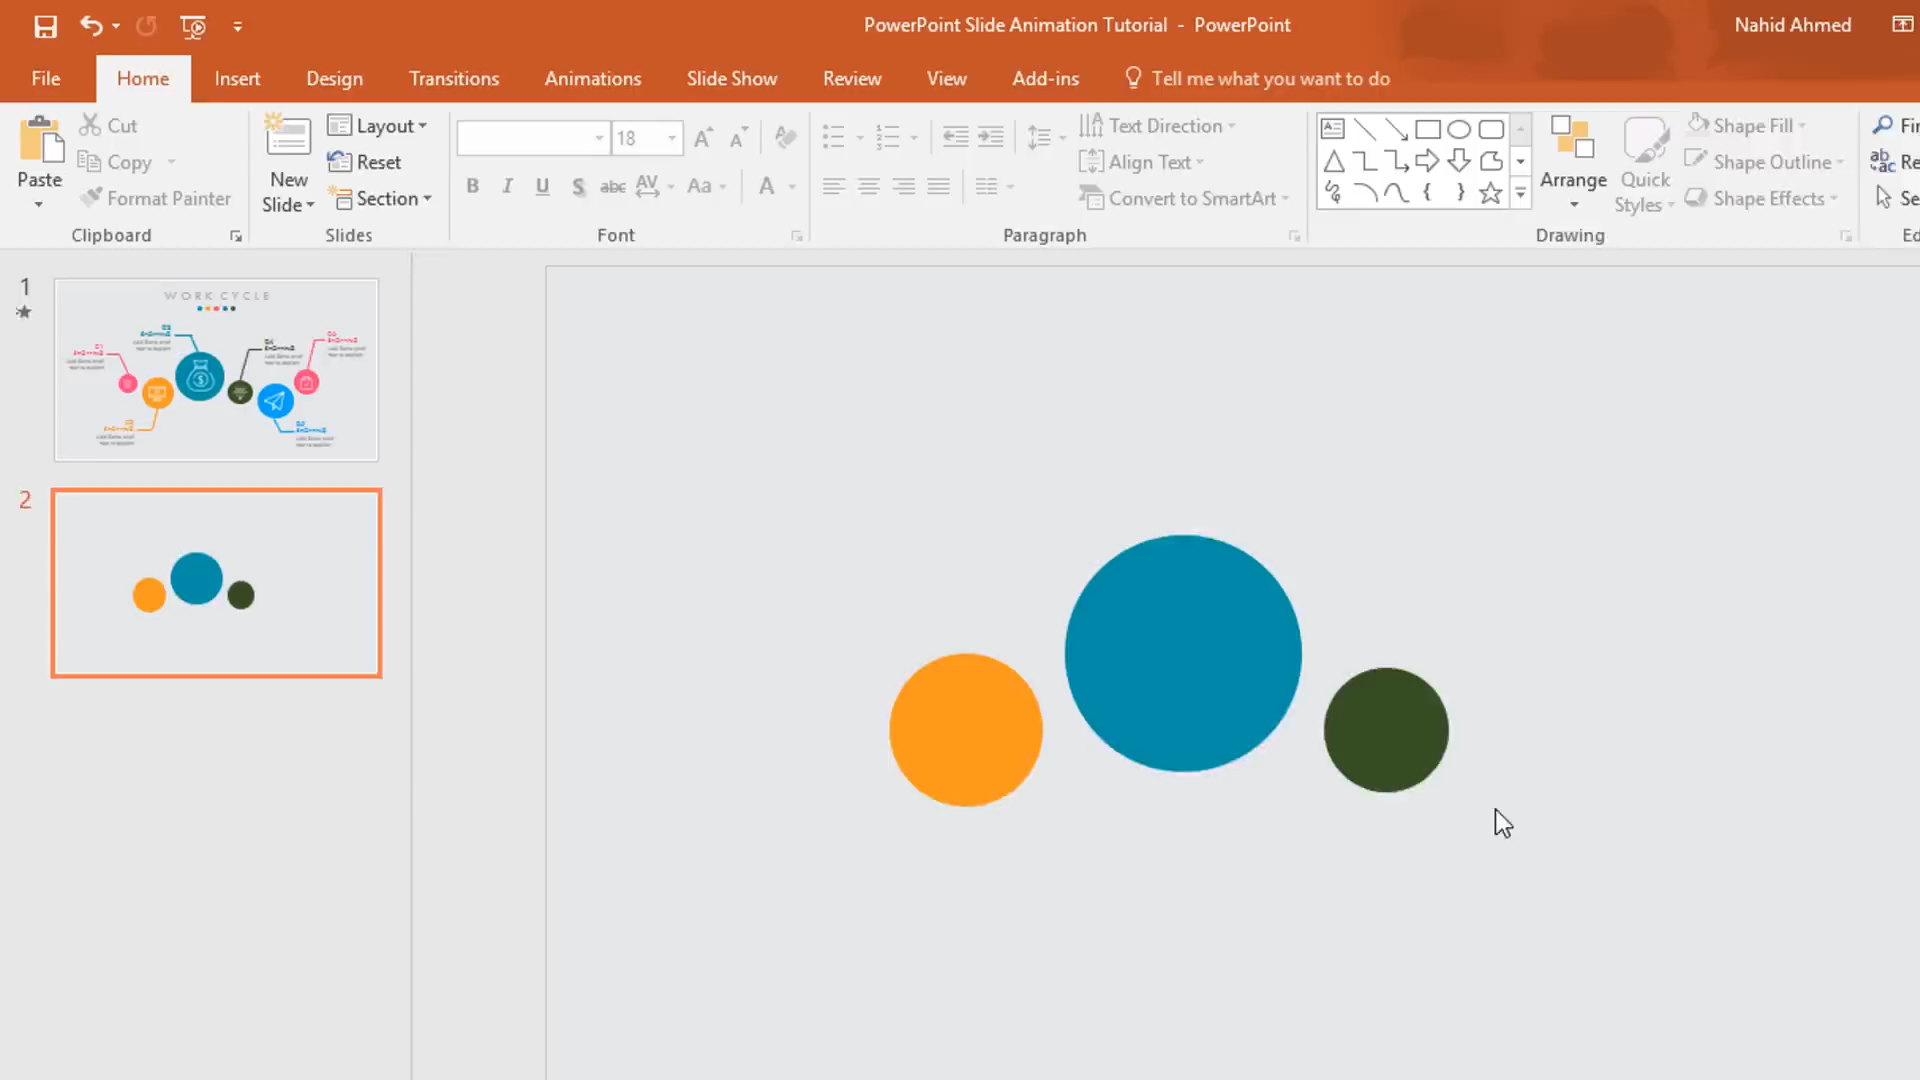 PowerPoint Slide Animation Tutorial - PowerPoint
Nahid Ahmed
File Home Insert Design Transitions Animations Slide Show Review View Add-ins Tell me what you want to do
Paste
Cut
Copy
Format Painter
Clipboard
New
Slide
Layout
Reset
Section
Slides
18
B I U S abc AV Aa A
Font
Text Direction
Align Text
Convert to SmartArt
Paragraph
Arrange
Quick
Styles
Shape Fill
Shape Outline
Shape Effects
Drawing
1
WORK CYCLE
2